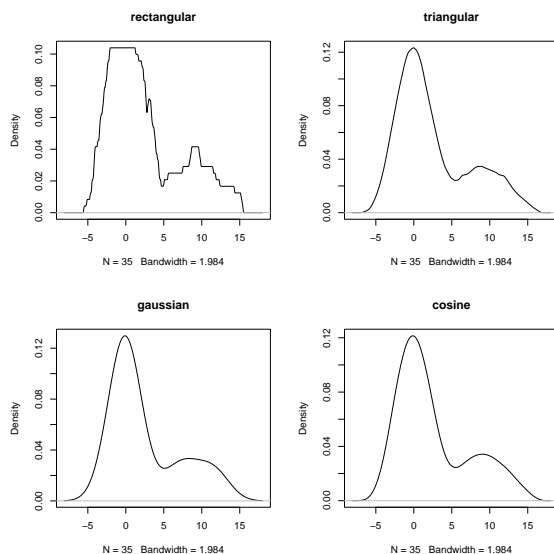 rectangular
Density
0.00 0.02 0.04 0.06 0.08 0.10
−5 0 5 10 15
N = 35 Bandwidth = 1.984
triangular
Density
0.00 0.04 0.08 0.12
−5 0 5 10 15
N = 35 Bandwidth = 1.984
gaussian
Density
0.00 0.04 0.08 0.12
−5 0 5 10 15
N = 35 Bandwidth = 1.984
cosine
Density
0.00 0.04 0.08 0.12
−5 0 5 10 15
N = 35 Bandwidth = 1.984